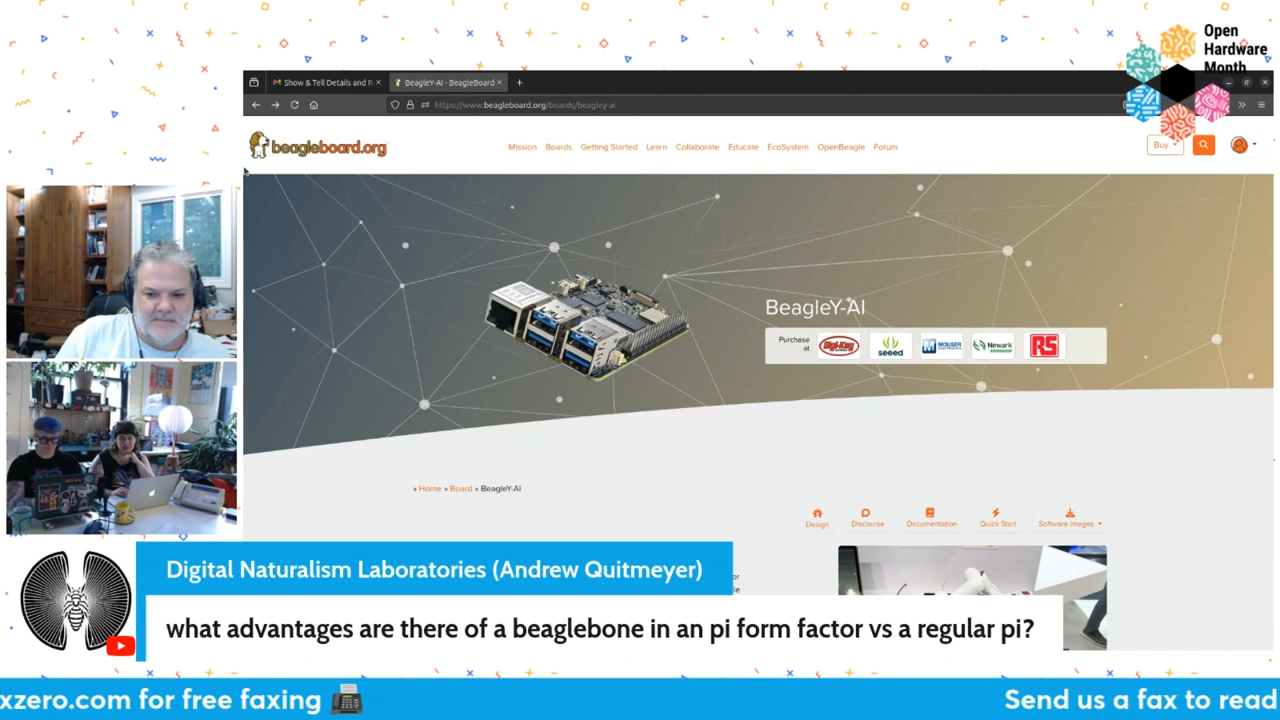 Open
Hardware
Month
Show & Tell Details and R
BeagleY-AI - BeagleBoard
https://www.beagleboard.org/boards/beagley-ai
beagleboard.org
Mission
Boards
Getting Started
Learn
Collaborate
Educate
EcoSystem
OpenBeagle
Forum
Buy
BeagleY-AI
Purchase
at
Digi-Key
seeed
MOUSER
ELECTRONICS
Newark
RS
» Home » Board » BeagleY-AI
Design
Discourse
Documentation
Quick Start
Software Images
or
le
Digital Naturalism Laboratories (Andrew Quitmeyer)
what advantages are there of a beaglebone in an pi form factor vs a regular pi?
xzero.com for free faxing
Send us a fax to read